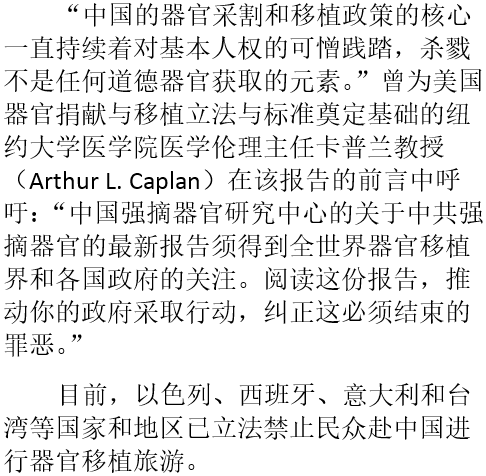 “中国的器官采割和移植政策的核心
一直持续着对基本人权的可憎践踏，杀戮
不是任何道德器官获取的元素。”曾为美国
器官捐献与移植立法与标准奠定基础的纽
约大学医学院医学伦理主任卡普兰教授
（Arthur L. Caplan）在该报告的前言中呼
吁：“中国强摘器官研究中心的关于中共强
摘器官的最新报告须得到全世界器官移植
界和各国政府的关注。阅读这份报告，推
动你的政府采取行动，纠正这必须结束的
罪恶。”
目前，以色列、西班牙、意大利和台
湾等国家和地区已立法禁止民众赴中国进
行器官移植旅游。